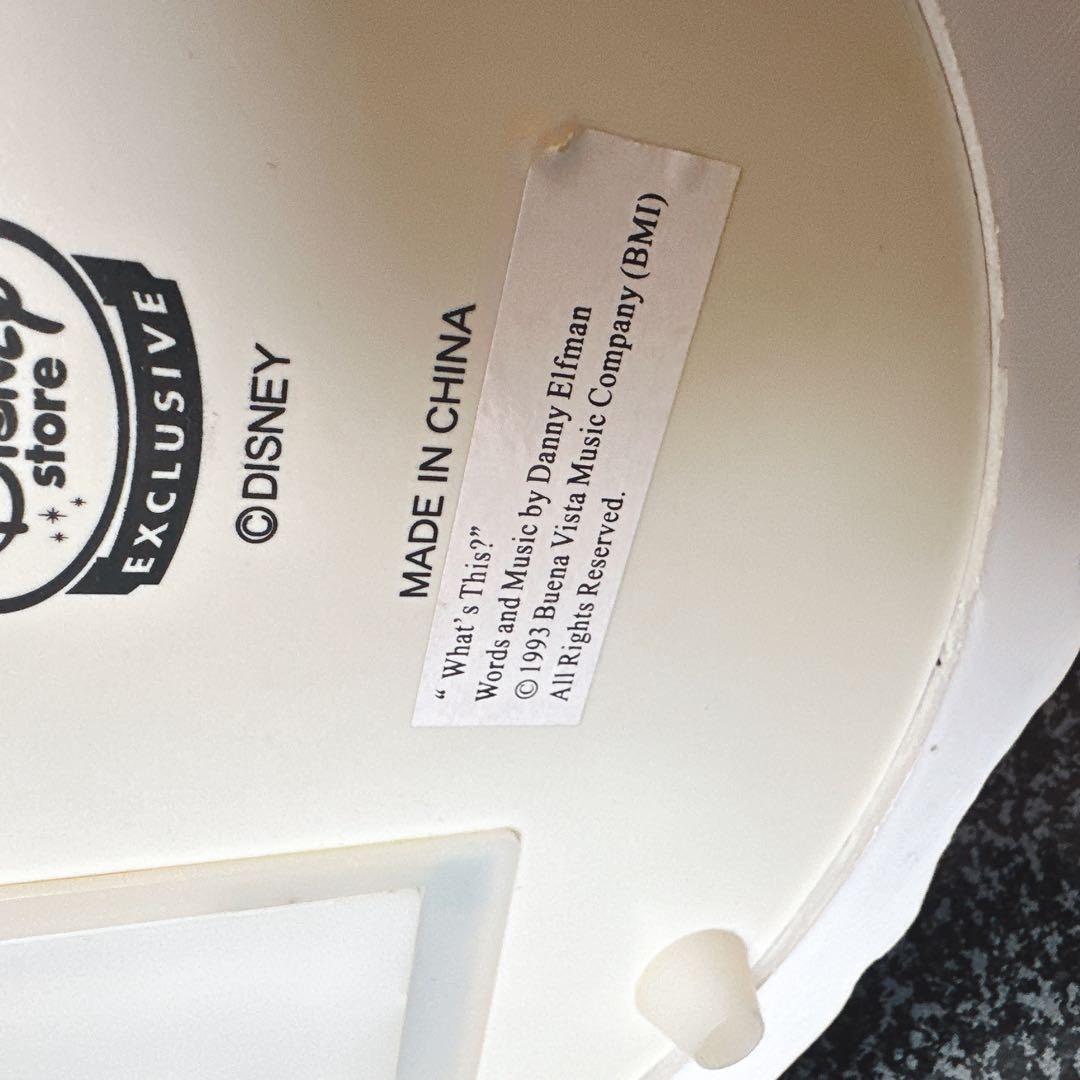 Disney
store
EXCLUSIVE
©DISNEY
MADE IN CHINA
“ What's This?”
Words and Music by Danny Elfman
© 1993 Buena Vista Music Company (BMI)
All Rights Reserved.